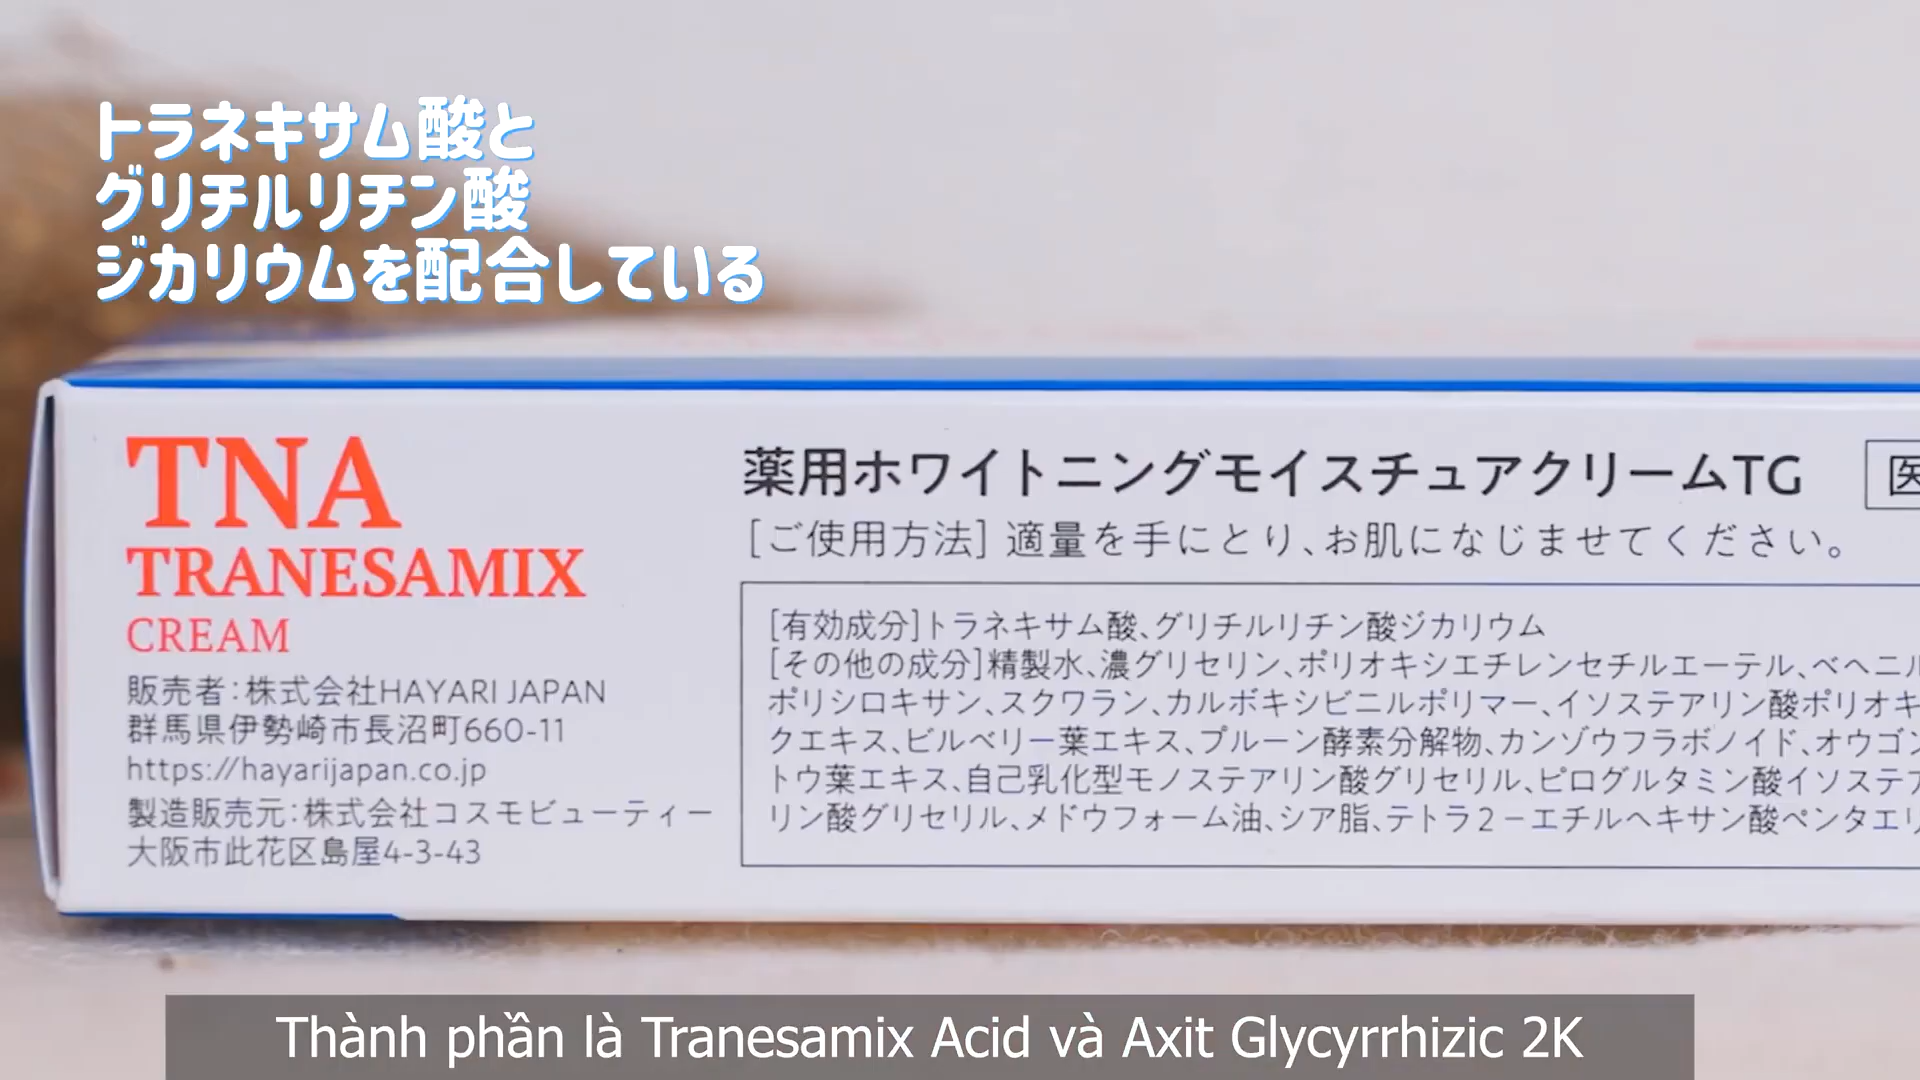 トラネキサム酸と
グリチルリチン酸
ジカリウムを配合している
TNA
TRANESAMIX
CREAM
販売者：株式会社HAYARI JAPAN
群馬県伊勢崎市長沼町660-11
https://hayarijapan.co.jp
製造販売元：株式会社コスモビューティー
大阪市此花区島屋4-3-43
薬用ホワイトニングモイスチュアクリームTG
医
[ご使用方法] 適量を手にとり、お肌になじませてください。
[有効成分]トラネキサム酸、グリチルリチン酸ジカリウム
[その他の成分]精製水、濃グリセリン、ポリオキシエチレンセチルエーテル、ベヘニル
ポリシロキサン、スクワラン、カルボキシビニルポリマー、イソステアリン酸ポリオキ
クエキス、ビルベリー葉エキス、プルーン酵素分解物、カンゾウフラボノイド、オウゴン
トウ葉エキス、自己乳化型モノステアリン酸グリセリル、ピログルタミン酸イソステア
リン酸グリセリル、メドウフォーム油、シア脂、テトラ2－エチルヘキサン酸ペンタエリ
Thành phần là Tranesamix Acid và Axit Glycyrrhizic 2K